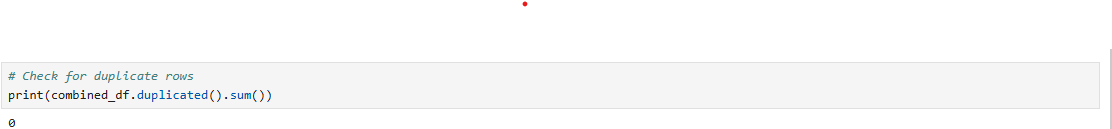 # Check for duplicate rows
print(combined_df.duplicated().sum())
0